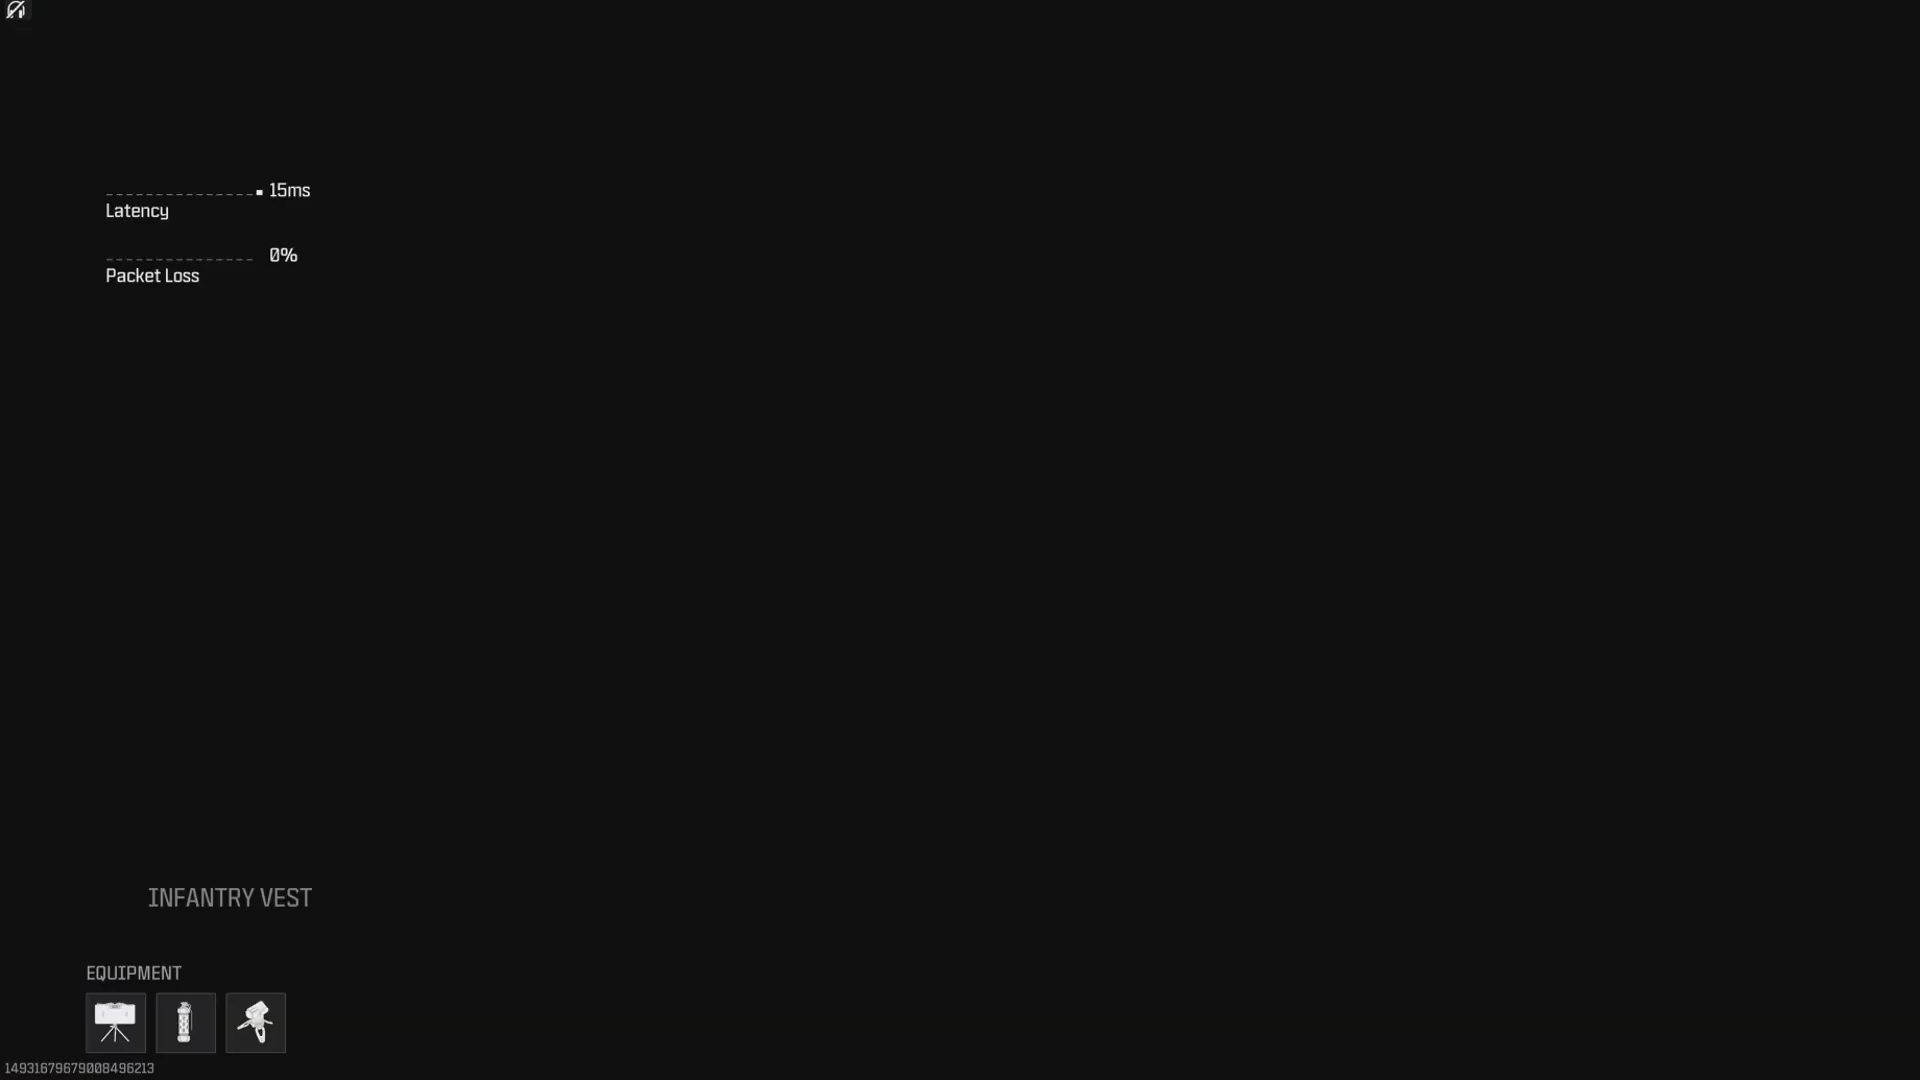 15ms
Latency
0%
Packet Loss
INFANTRY VEST
EQUIPMENT
14931679679008496213